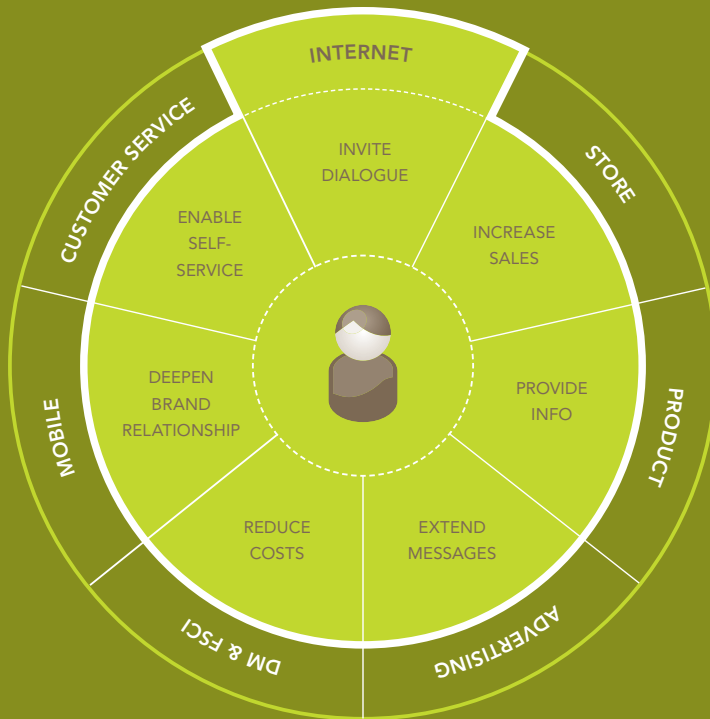 INTERNET
INVITE
DIALOGUE
STORE
INCREASE
SALES
PRODUCT
PROVIDE
INFO
ADVERTISING
EXTEND
MESSAGES
DM & FSCI
REDUCE
COSTS
MOBILE
DEEPEN
BRAND
RELATIONSHIP
CUSTOMER SERVICE
ENABLE
SELF-
SERVICE